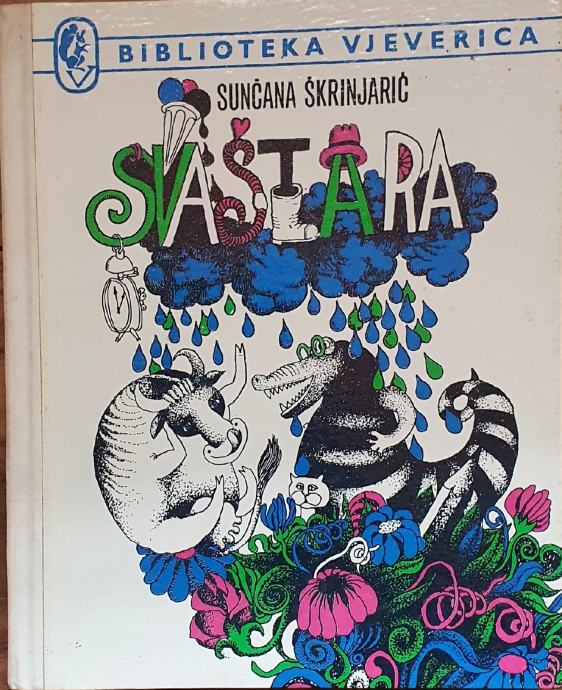 BIBLIOTEKA VJEVERICA
SUNČANA ŠKRINJARIĆ
SVAŠTARA